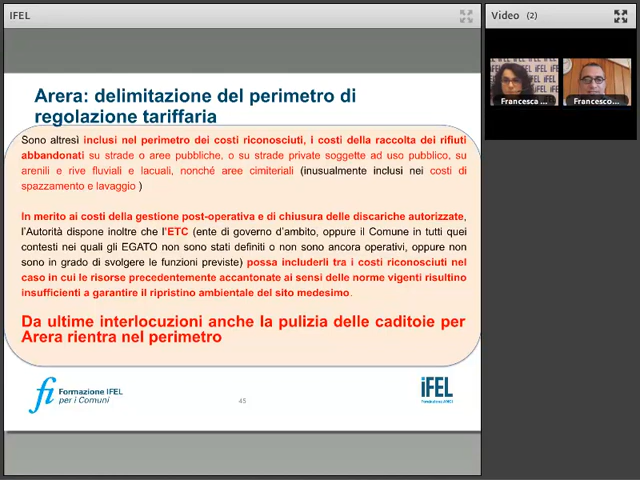 IFEL
Video (2)
Arera: delimitazione del perimetro di
regolazione tariffaria
Sono altresì inclusi nel perimetro dei costi riconosciuti, i costi della raccolta dei rifiuti
abbandonati su strade o aree pubbliche, o su strade private soggette ad uso pubblico, su
arenili e rive fluviali e lacuali, nonché aree cimiteriali (inusualmente inclusi nei costi di
spazzamento e lavaggio )
In merito ai costi della gestione post-operativa e di chiusura delle discariche autorizzate,
l'Autorità dispone inoltre che l'ETC (ente di governo d'ambito, oppure il Comune in tutti quei
contesti nei quali gli EGATO non sono stati definiti o non sono ancora operativi, oppure non
sono in grado di svolgere le funzioni previste) possa includerli tra i costi riconosciuti nel
caso in cui le risorse precedentemente accantonate ai sensi delle norme vigenti risultino
insufficienti a garantire il ripristino ambientale del sito medesimo.
Da ultime interlocuzioni anche la pulizia delle caditoie per
Arera rientra nel perimetro
fi Formazione IFEL
per i Comuni
45
iFEL
Francesca ...
Francesco...